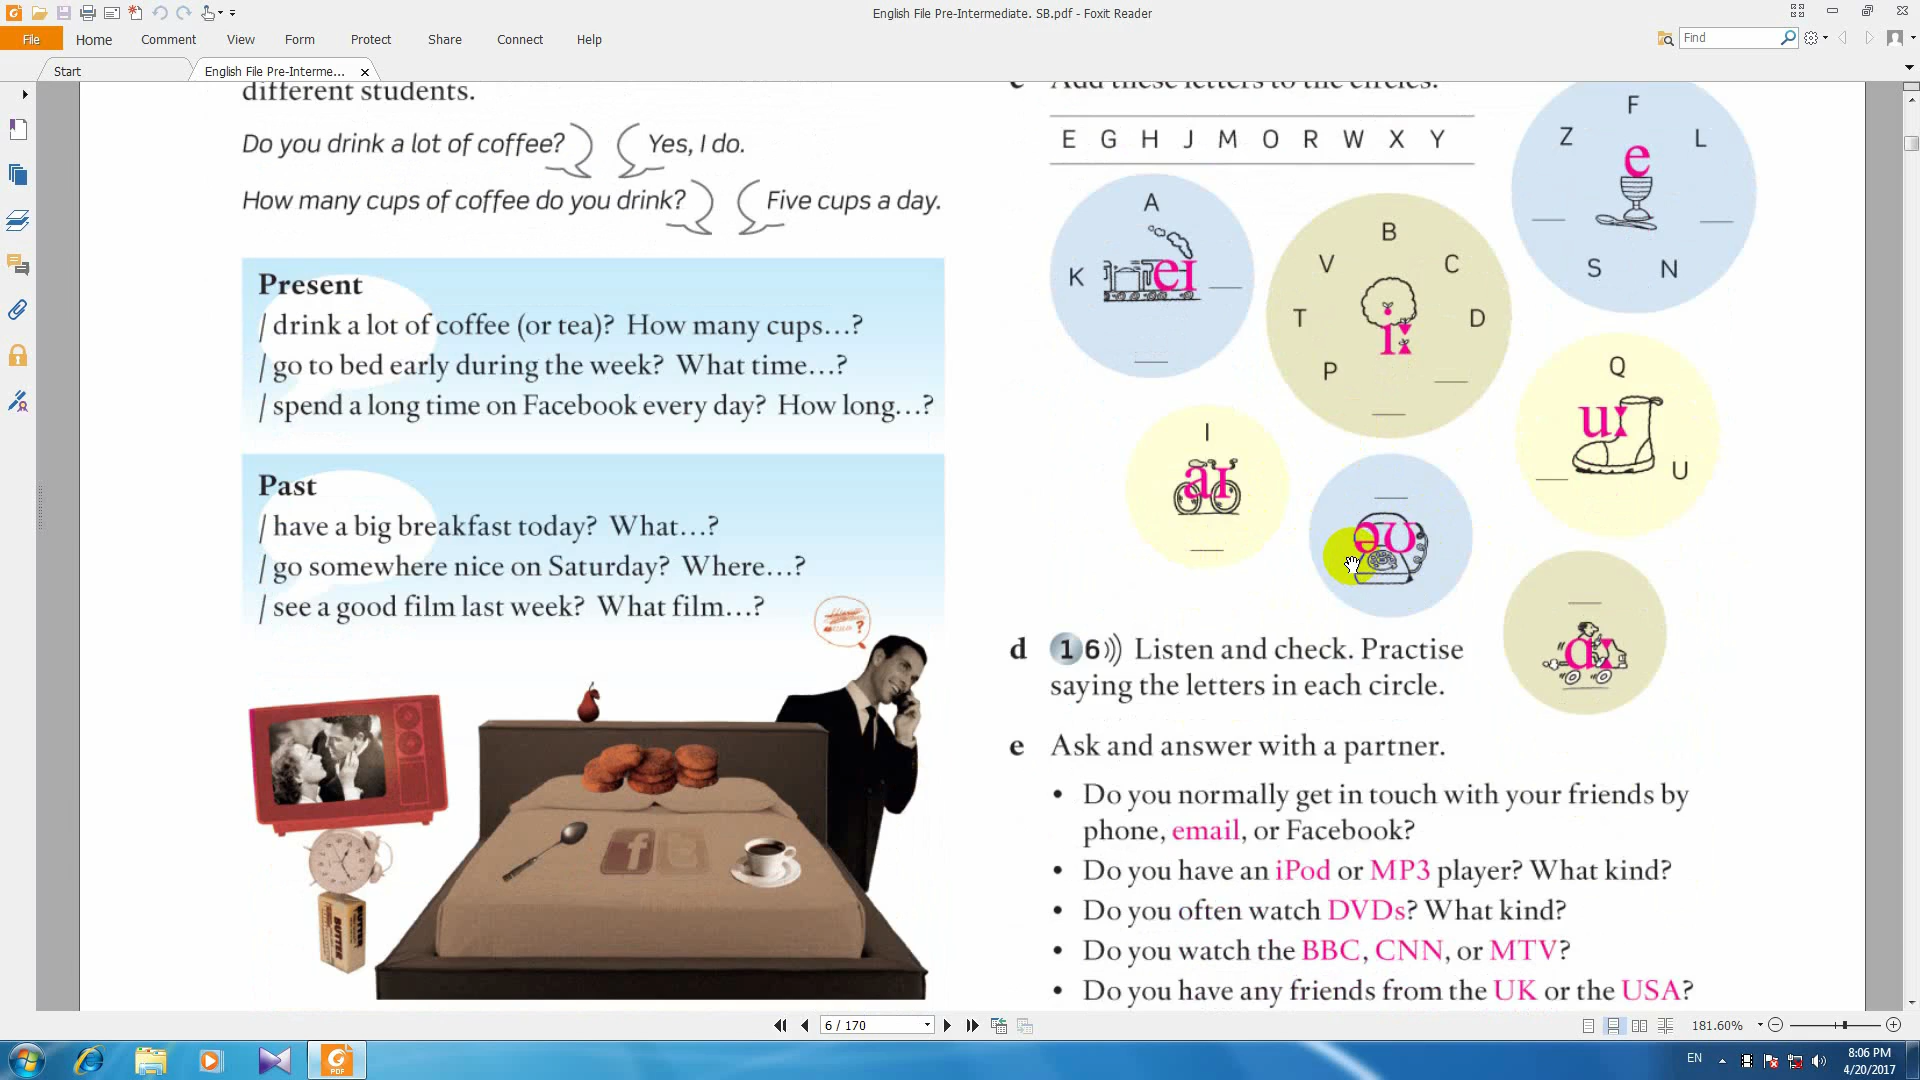 English File Pre-Intermediate. SB.pdf - Foxit Reader
File Home Comment View Form Protect Share Connect Help
Find
Start
English File Pre-Interme...
different students.
Do you drink a lot of coffee? Yes, I do.
How many cups of coffee do you drink? Five cups a day.
Present
/ drink a lot of coffee (or tea)? How many cups…?
/ go to bed early during the week? What time…?
/ spend a long time on Facebook every day? How long…?
Past
/ have a big breakfast today? What…?
/ go somewhere nice on Saturday? Where…?
/ see a good film last week? What film…?
?
BUTTER
f t
c Add these letters to the circles.
E G H J M O R W X Y
A
K
eɪ
B
V C
T D
P
iː
F
Z L
e
S N
I
aɪ
əʊ
Q
uː
U
ɑː
d 1 6))) Listen and check. Practise
saying the letters in each circle.
e Ask and answer with a partner.
• Do you normally get in touch with your friends by
phone, email, or Facebook?
• Do you have an iPod or MP3 player? What kind?
• Do you often watch DVDs? What kind?
• Do you watch the BBC, CNN, or MTV?
• Do you have any friends from the UK or the USA?
6 / 170
181.60%
PDF
EN
8:06 PM
4/20/2017